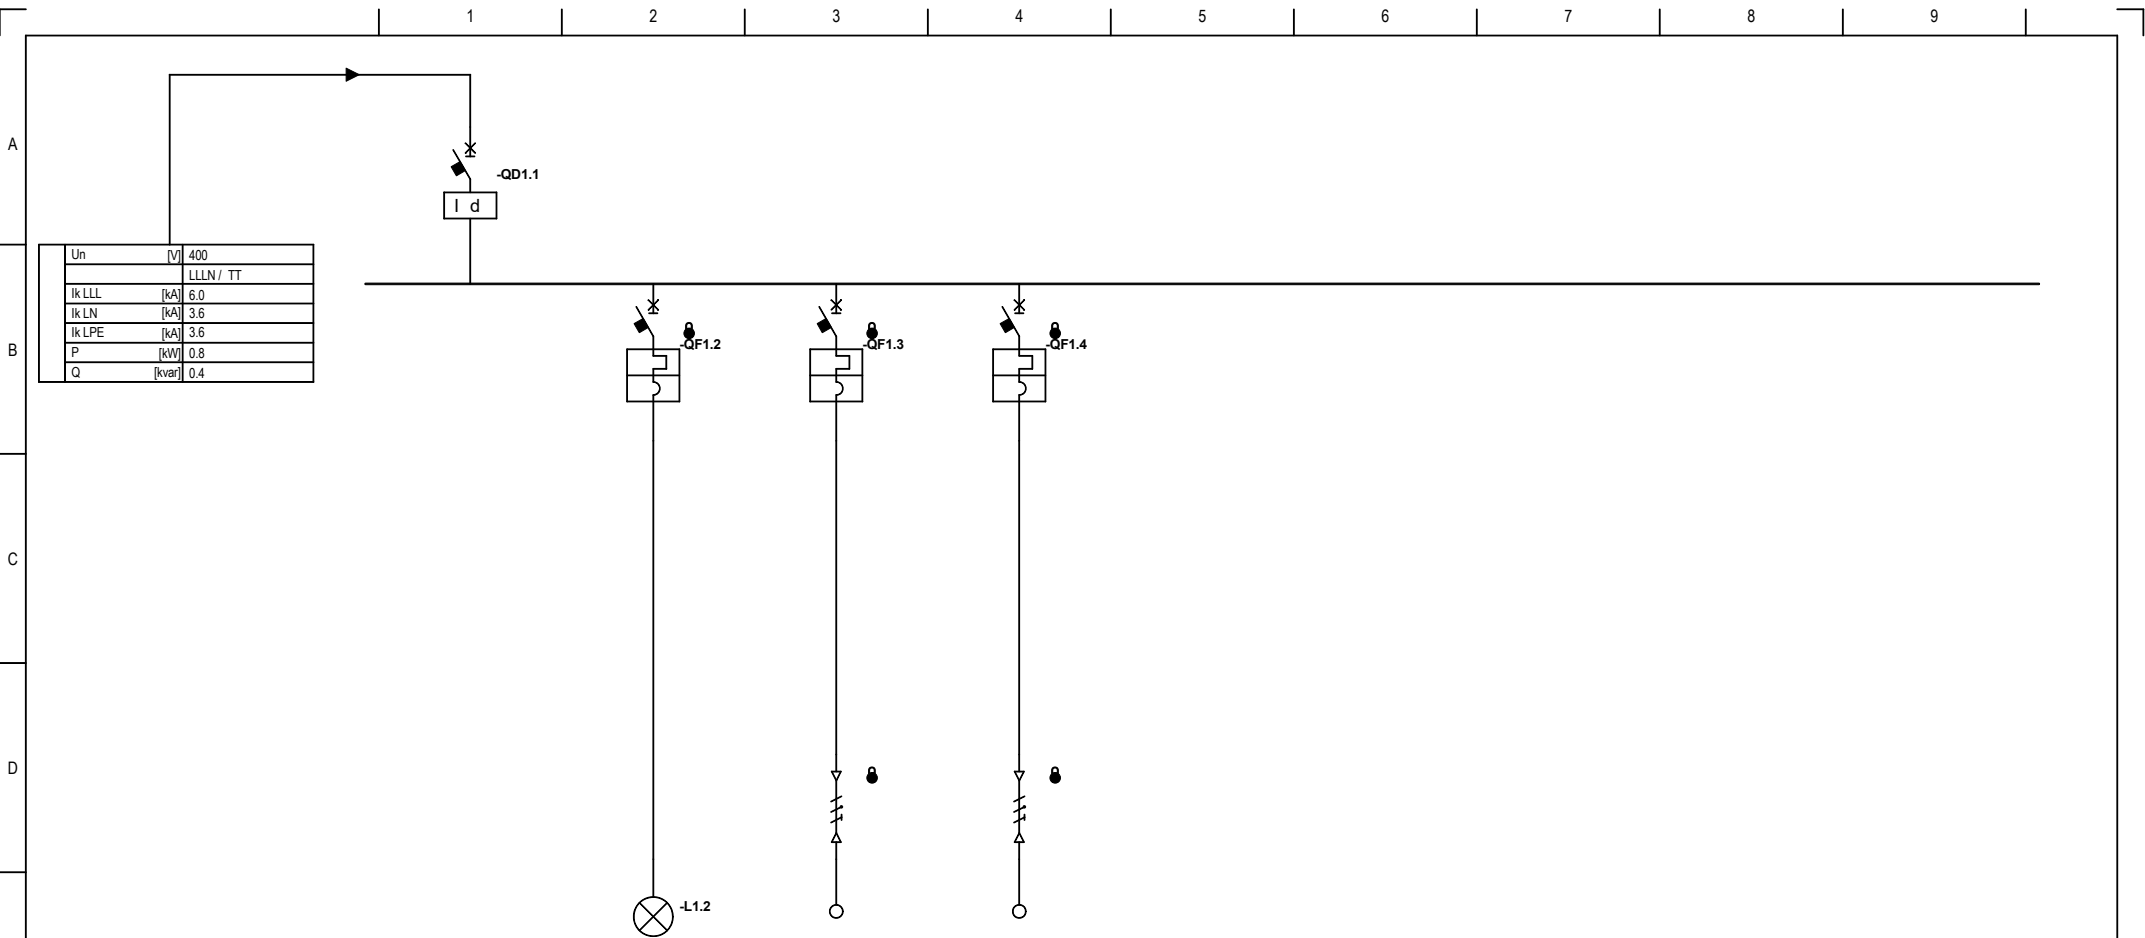 1 2 3 4 5 6 7 8 9
A
-QD1.1
I d
Un [V] 400
LLLN / TT
Ik LLL [kA] 6.0
Ik LN [kA] 3.6
Ik LPE [kA] 3.6
P [kW] 0.8
Q [kvar] 0.4
B
-QF1.2 -QF1.3 -QF1.4
C
D
-L1.2